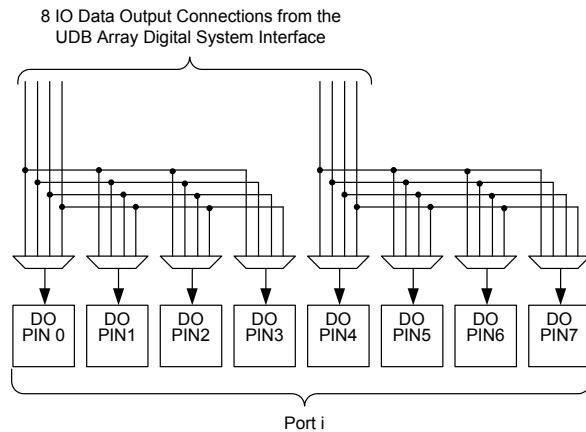 8 IO Data Output Connections from the
UDB Array Digital System Interface
DO
PIN 0
DO
PIN1
DO
PIN2
DO
PIN3
DO
PIN4
DO
PIN5
DO
PIN6
DO
PIN7
Port i